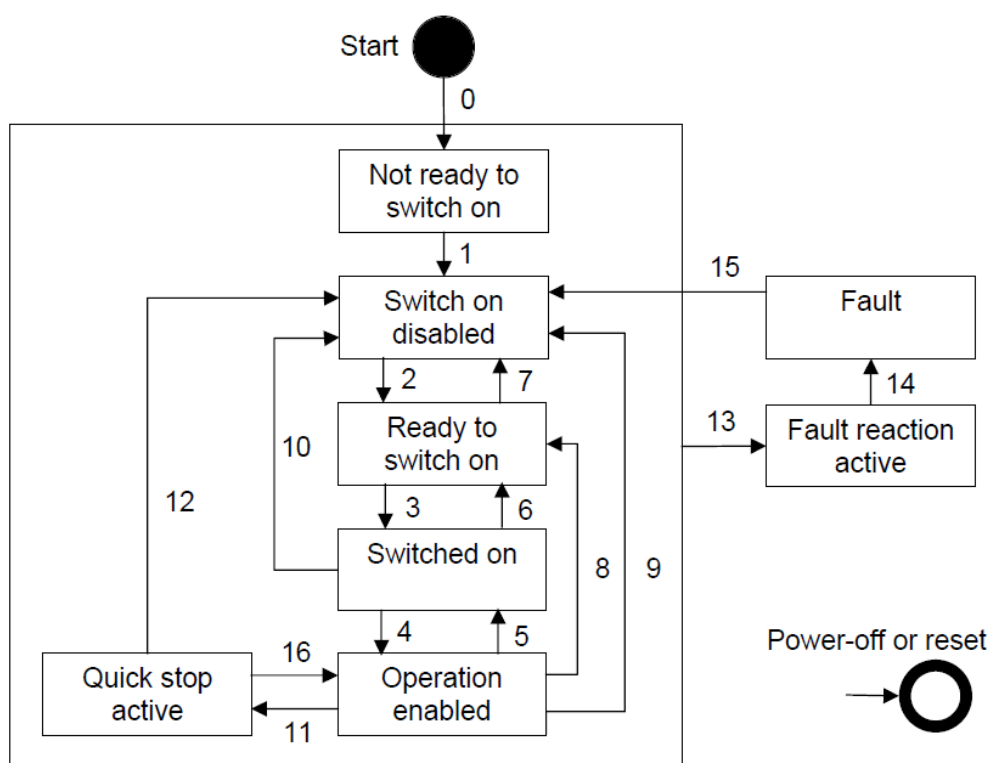 Start
0
Not ready to
switch on
1
15
Switch on
disabled
Fault
2
7
14
10
Ready to
switch on
13
Fault reaction
active
12
3
6
Switched on
8
9
4
5
Power-off or reset
16
Quick stop
active
Operation
enabled
11